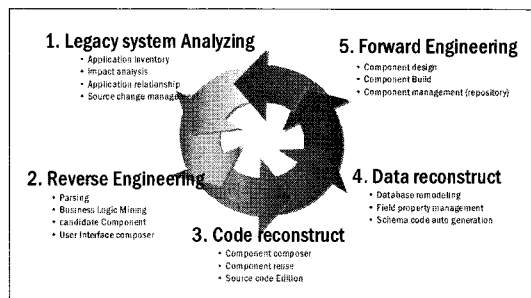 1. Legacy system Analyzing
• Application Inventory
• Impact analysis
• Application relationship
• Source change management
2. Reverse Engineering
• Parsing
• Business Logic Mining
• candidate Component
• User Interface composer
3. Code reconstruct
• Component composer
• Component reuse
• Source code Edition
4. Data reconstruct
• Database remodeling
• Field property management
• Schema code auto generation
5. Forward Engineering
• Component design
• Component Build
• Component management (repository)